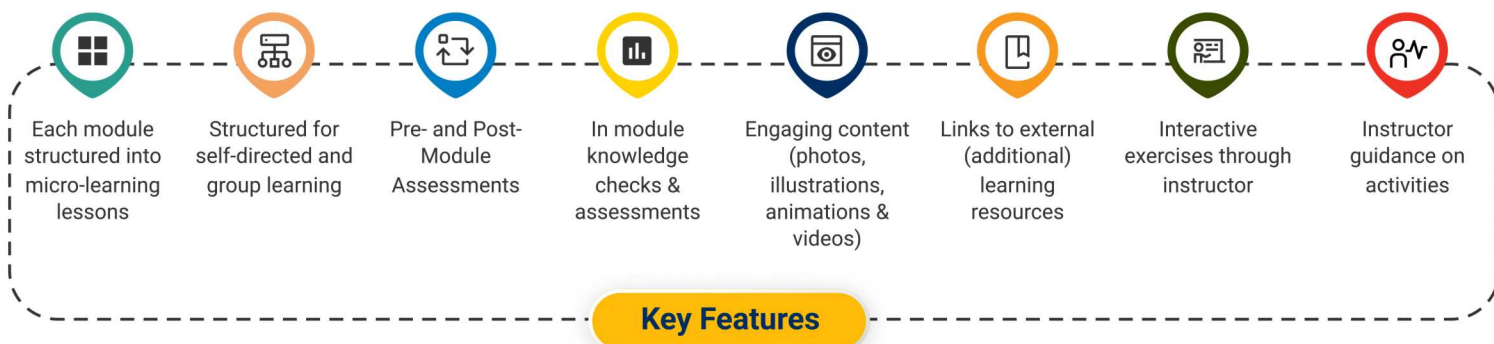 Each module
structured into
micro-learning
lessons
Structured for
self-directed and
group learning
Pre- and Post-
Module
Assessments
In module
knowledge
checks &
assessments
Engaging content
(photos,
illustrations,
animations &
videos)
Links to external
(additional)
learning
resources
Interactive
exercises through
instructor
Instructor
guidance on
activities
Key Features